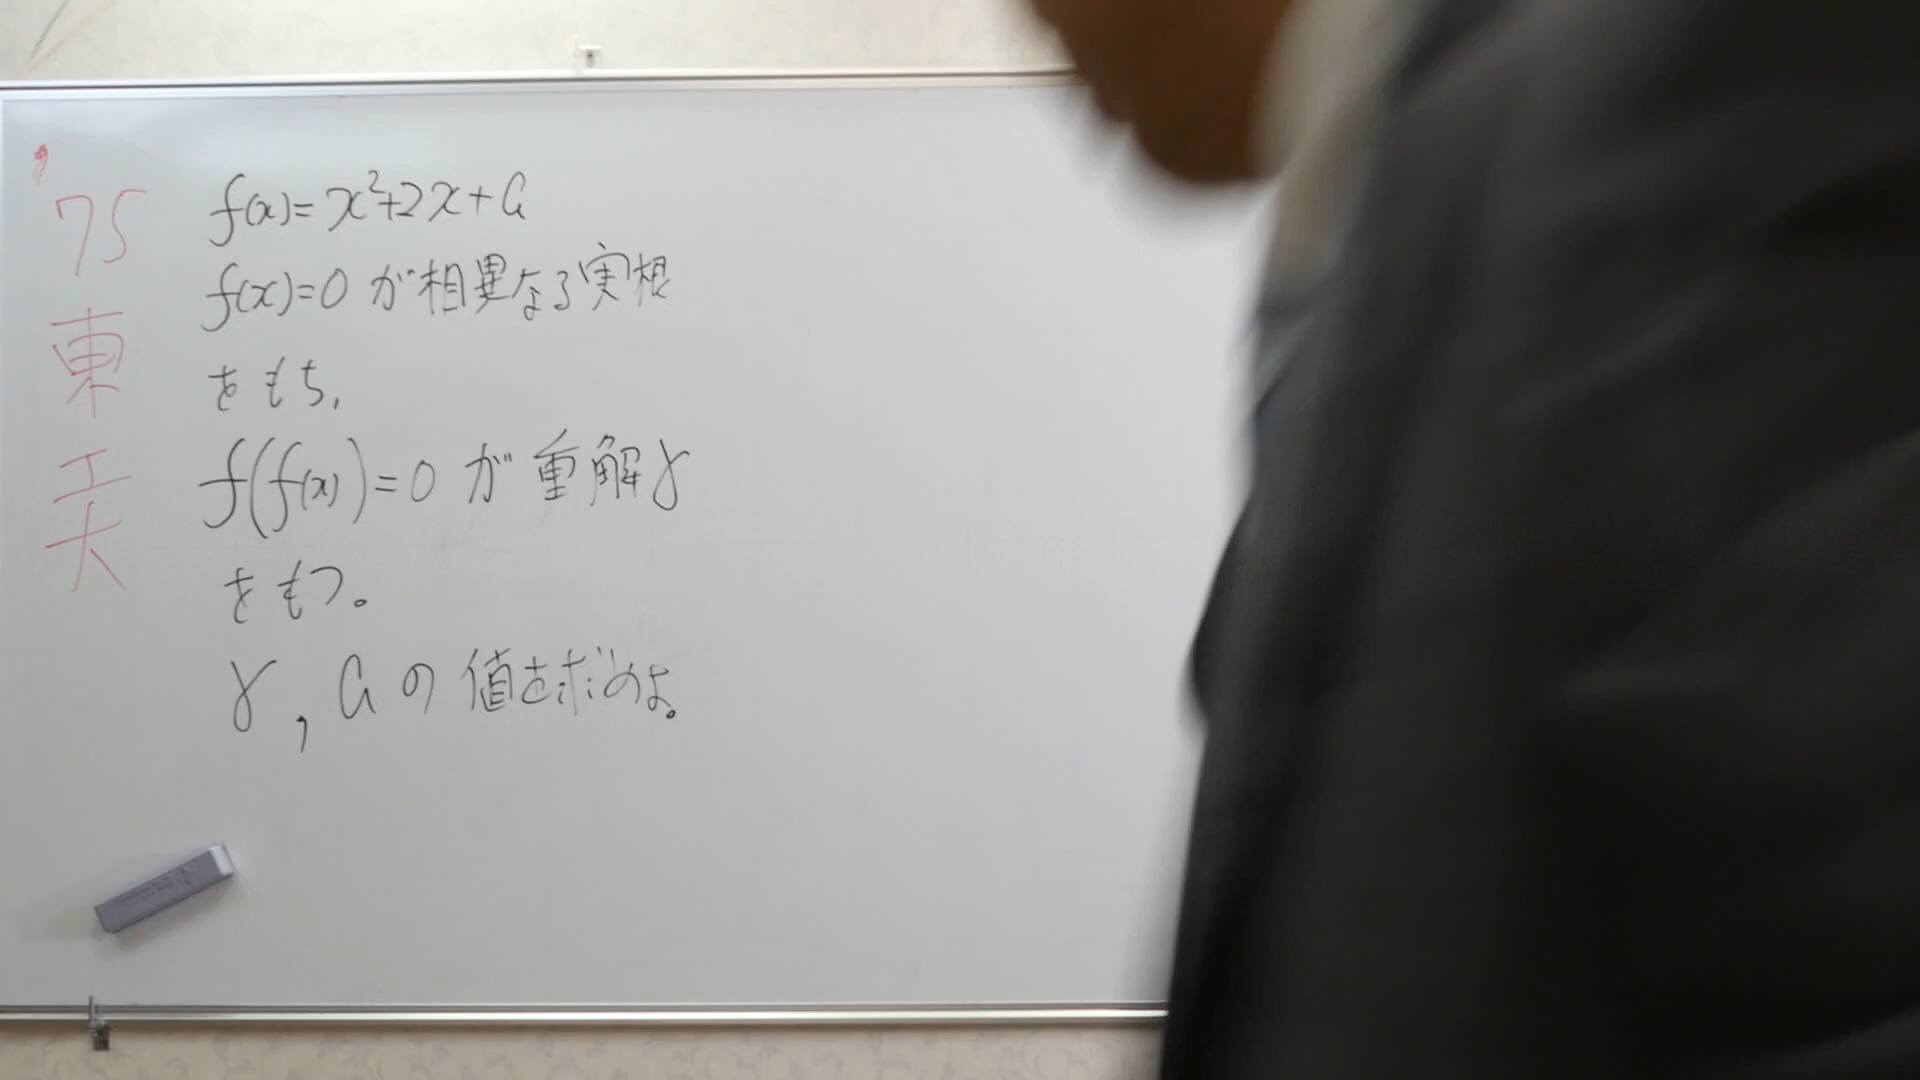 '75 東工大
f(x)=x²+2x+a
f(x)=0 が相異なる実根
をもち,
f(f(x))=0 が重解γ
をもつ。
γ, aの値を求めよ。